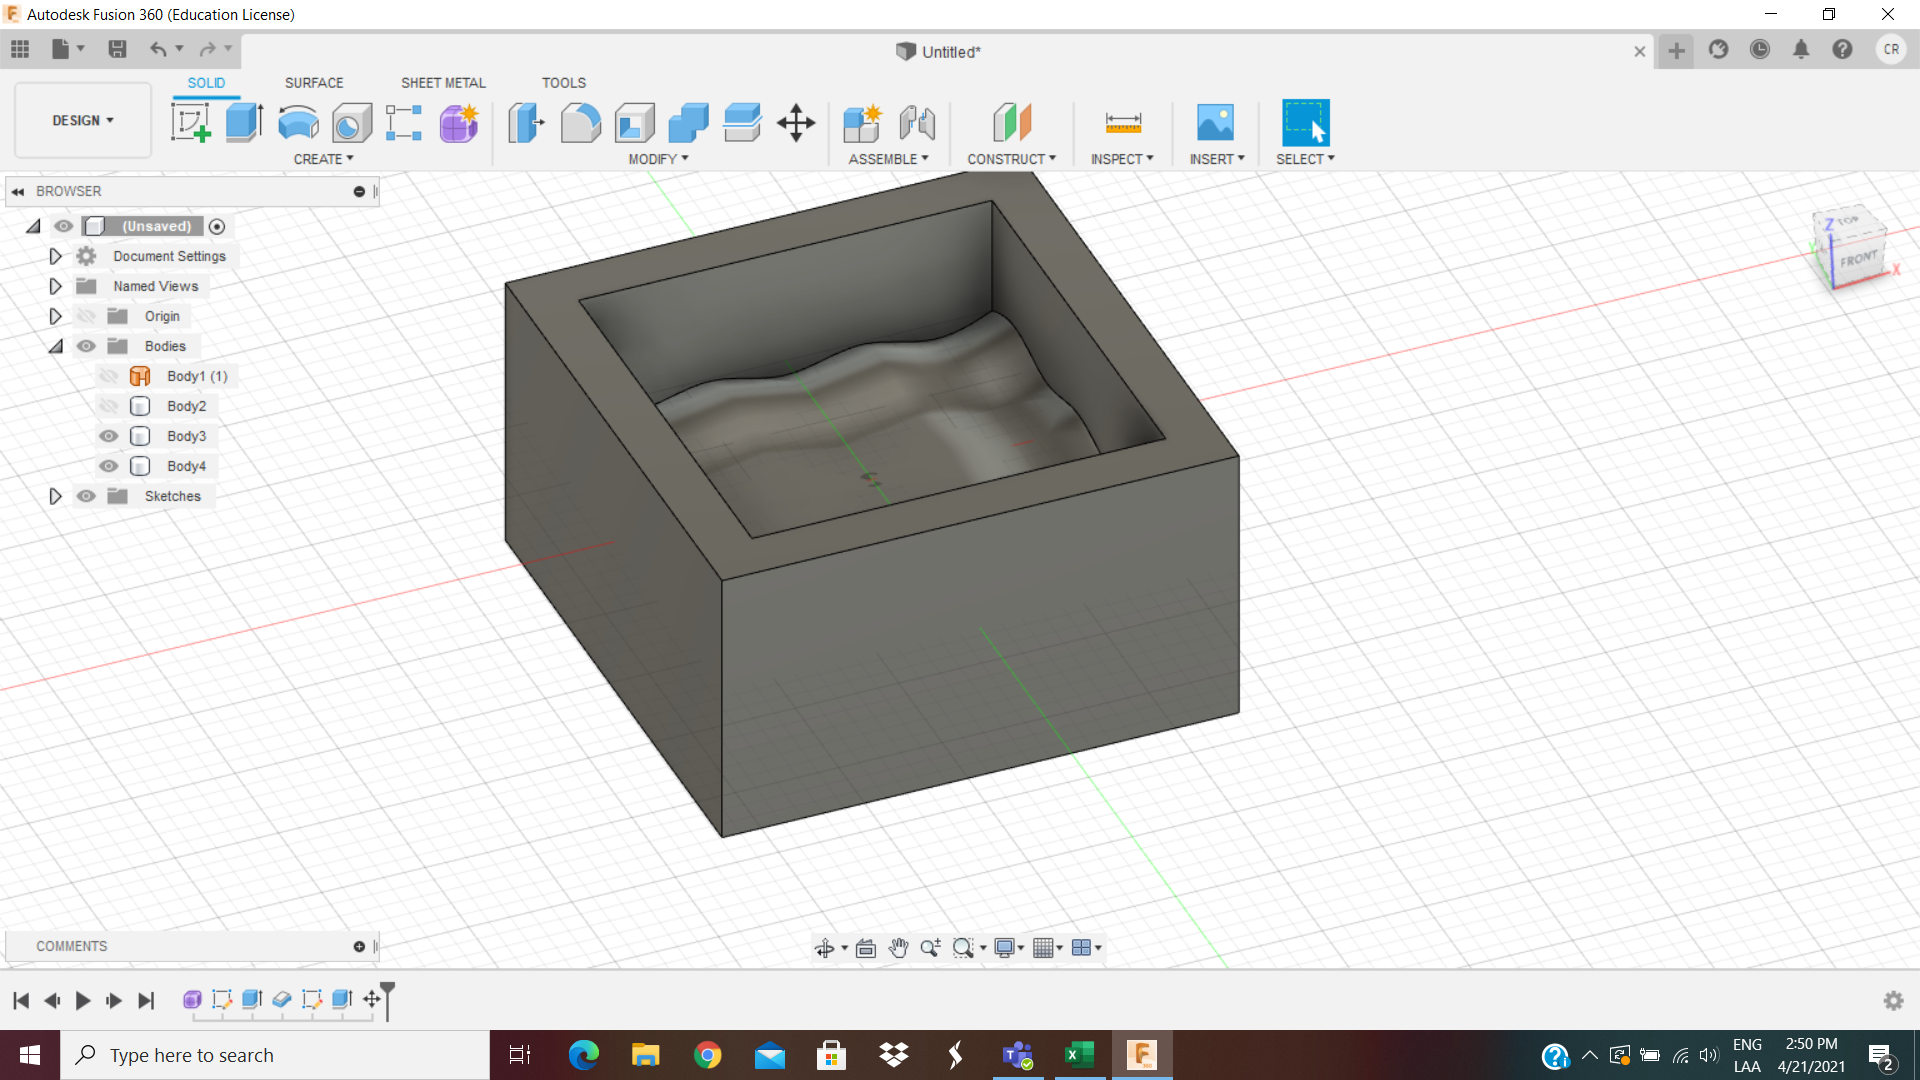 Autodesk Fusion 360 (Education License)
Untitled*
CR
DESIGN
SOLID
SURFACE
SHEET METAL
TOOLS
CREATE
MODIFY
ASSEMBLE
CONSTRUCT
INSPECT
INSERT
SELECT
BROWSER
(Unsaved)
Document Settings
Named Views
Origin
Bodies
Body1 (1)
Body2
Body3
Body4
Sketches
TOP
FRONT
Z
X
COMMENTS
Type here to search
ENG
LAA
2:50 PM
4/21/2021
2